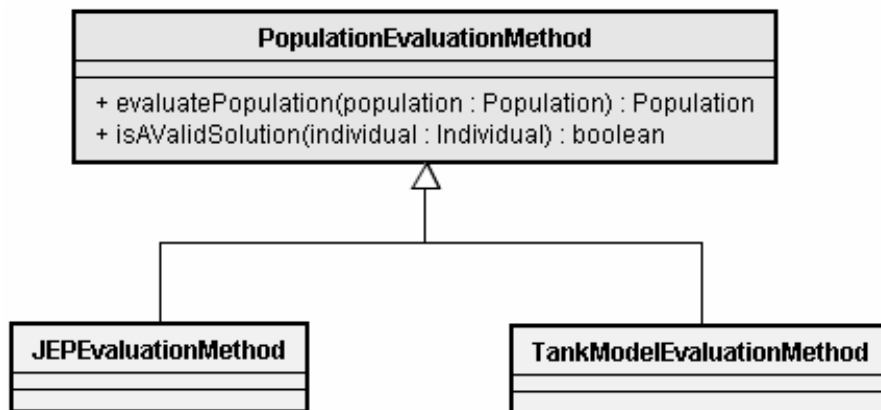 PopulationEvaluationMethod
+ evaluatePopulation(population : Population) : Population
+ isAValidSolution(individual : Individual) : boolean
JEPEvaluationMethod
TankModelEvaluationMethod